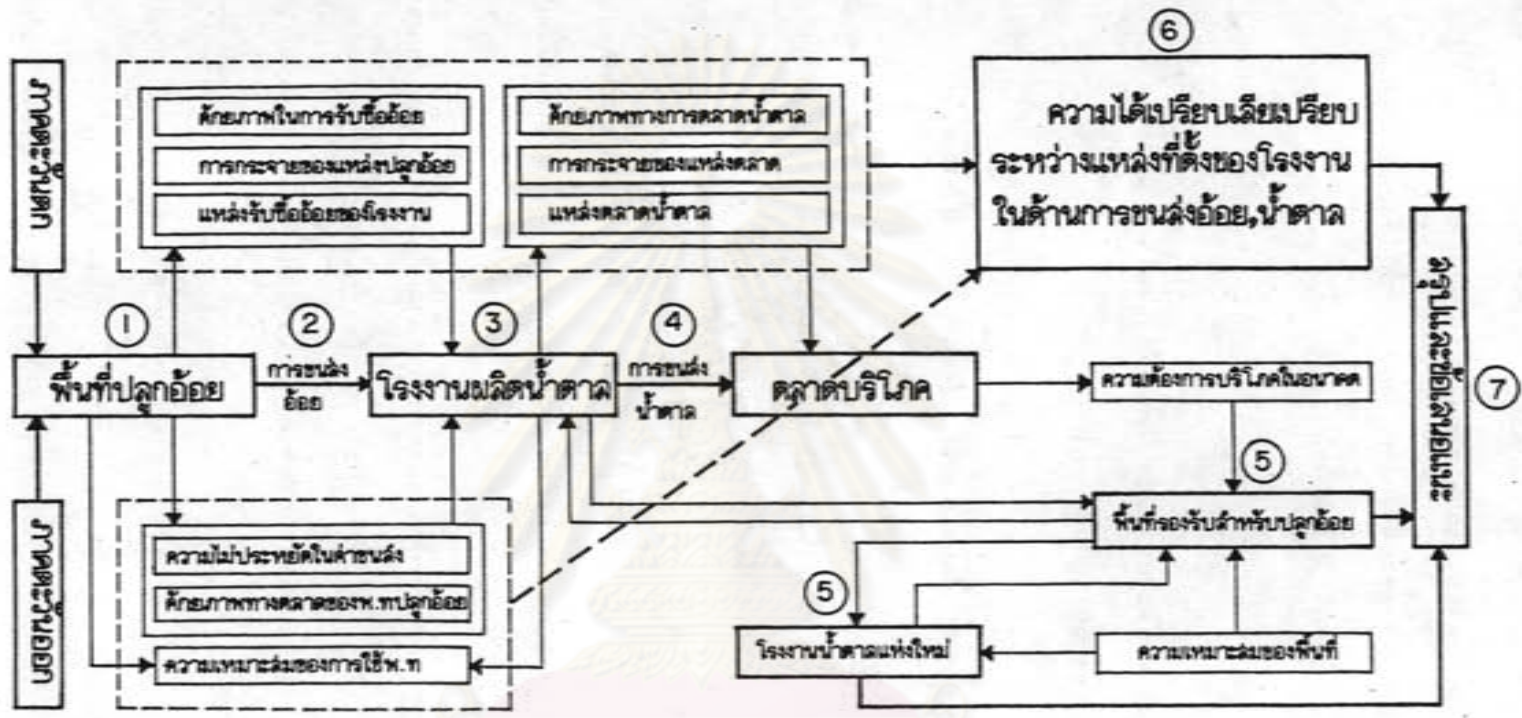 ⑥
ภาคตะวันตก
ศักยภาพในการรับซื้ออ้อย
การกระจายของแหล่งปลูกอ้อย
แหล่งรับซื้ออ้อยของโรงงาน
ศักยภาพทางการตลาดน้ำตาล
การกระจายของแหล่งตลาด
แหล่งตลาดน้ำตาล
ความได้เปรียบเสียเปรียบ
ระหว่างแหล่งที่ตั้งของโรงงาน
ในด้านการขนส่งอ้อย,น้ำตาล
①
②
③
④
พื้นที่ปลูกอ้อย
การขนส่ง
อ้อย
โรงงานผลิตน้ำตาล
การขนส่ง
น้ำตาล
ตลาดบริโภค
ความต้องการบริโภคในอนาคต
สรุปและข้อเสนอแนะ
⑦
⑤
พื้นที่รองรับสำหรับปลูกอ้อย
ภาคตะวันออก
ความไม่ประหยัดในค่าขนส่ง
ศักยภาพทางตลาดของพ.ทปลูกอ้อย
ความเหมาะสมของการใช้พ.ท
⑤
โรงงานน้ำตาลแห่งใหม่
ความเหมาะสมของพื้นที่